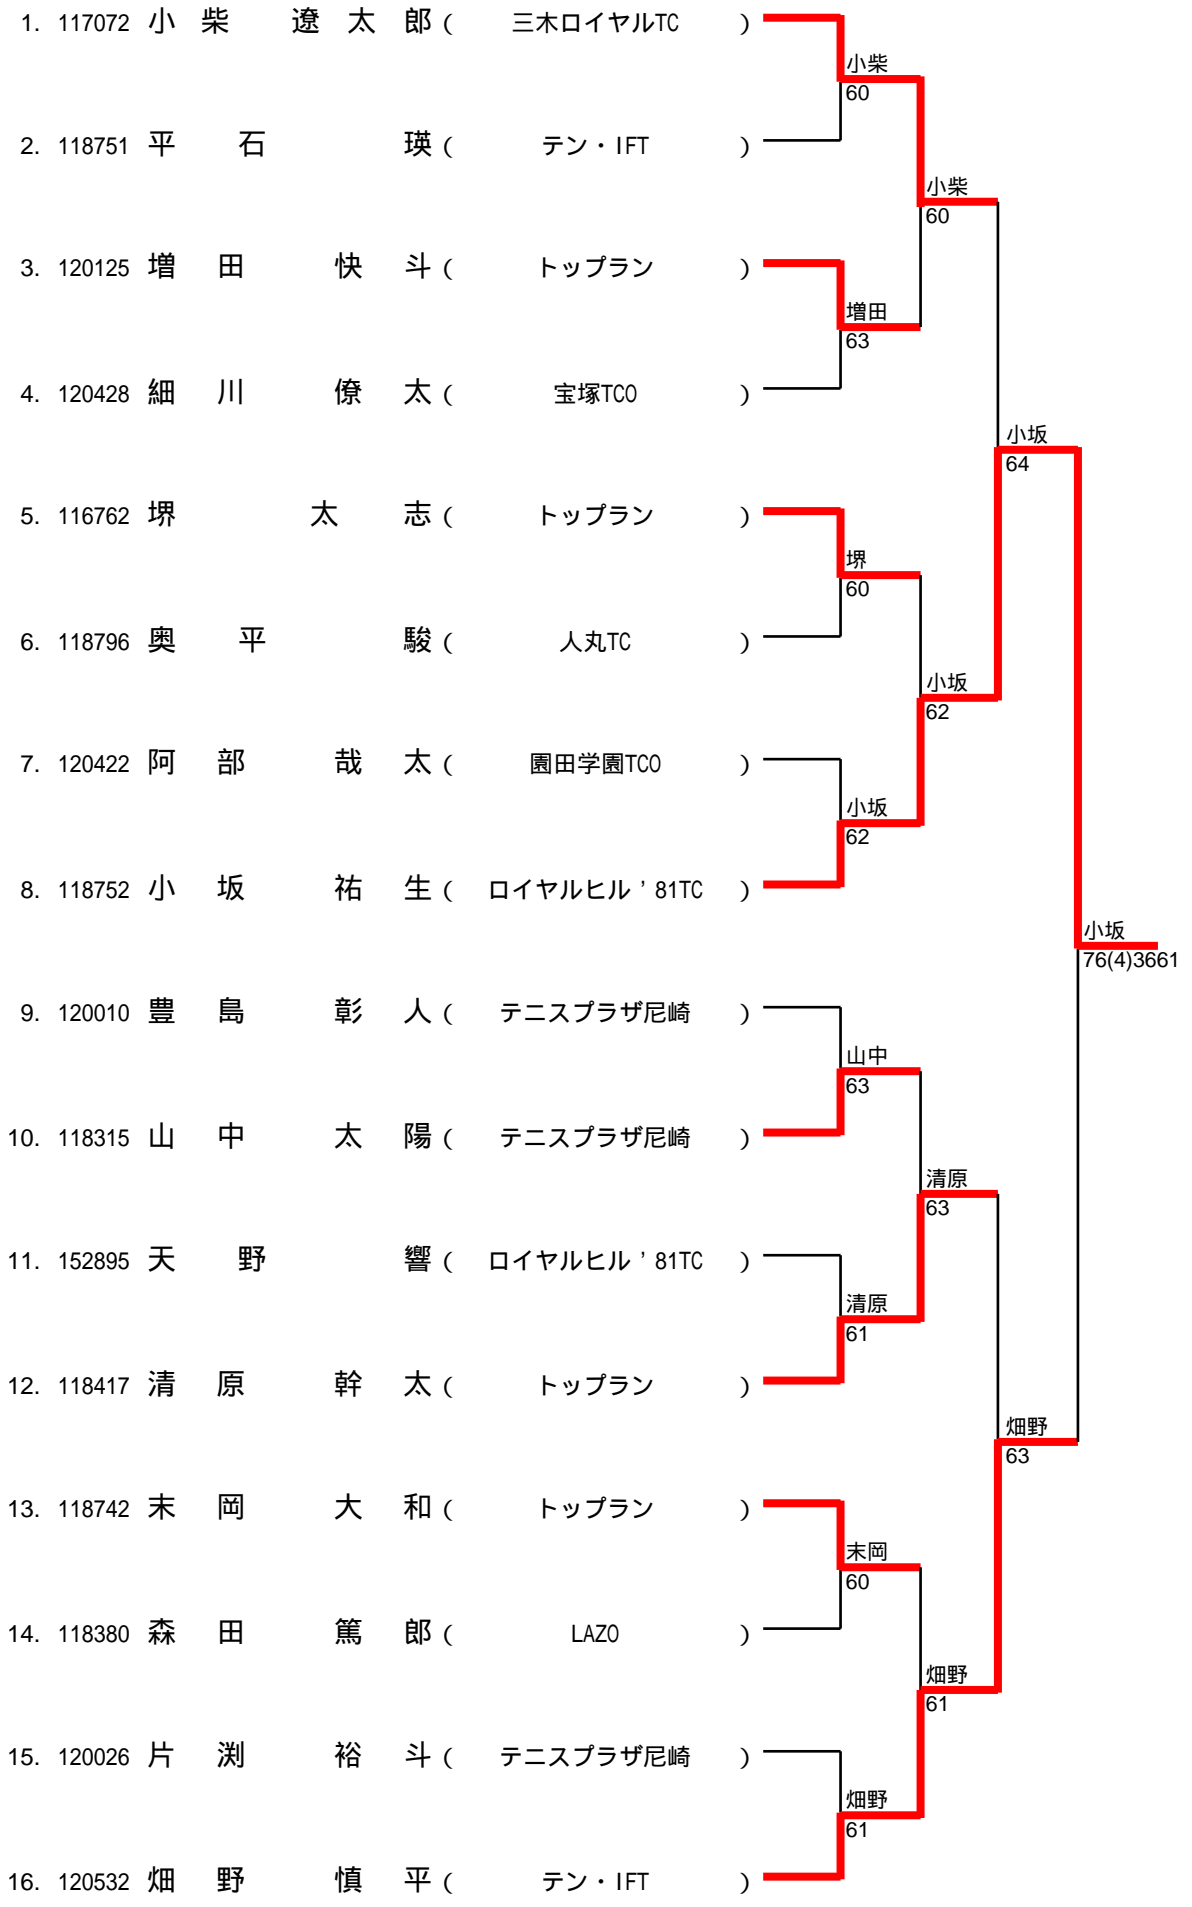 1. 117072 小柴 遼太郎 ( 三木ロイヤルTC )
小柴
60
2. 118751 平石 瑛 ( テン・IFT )
小柴
60
3. 120125 増田 快斗 ( トップラン )
増田
63
4. 120428 細川 僚太 ( 宝塚TCO )
小坂
64
5. 116762 堺 太志 ( トップラン )
堺
60
6. 118796 奥平 駿 ( 人丸TC )
小坂
62
7. 120422 阿部 哉太 ( 園田学園TCO )
小坂
62
8. 118752 小坂 祐生 ( ロイヤルヒル’81TC )
小坂
76(4)3661
9. 120010 豊島 彰人 ( テニスプラザ尼崎 )
山中
63
10. 118315 山中 太陽 ( テニスプラザ尼崎 )
清原
63
11. 152895 天野 響 ( ロイヤルヒル’81TC )
清原
61
12. 118417 清原 幹太 ( トップラン )
畑野
63
13. 118742 末岡 大和 ( トップラン )
末岡
60
14. 118380 森田 篤郎 ( LAZO )
畑野
61
15. 120026 片渕 裕斗 ( テニスプラザ尼崎 )
畑野
61
16. 120532 畑野 慎平 ( テン・IFT )